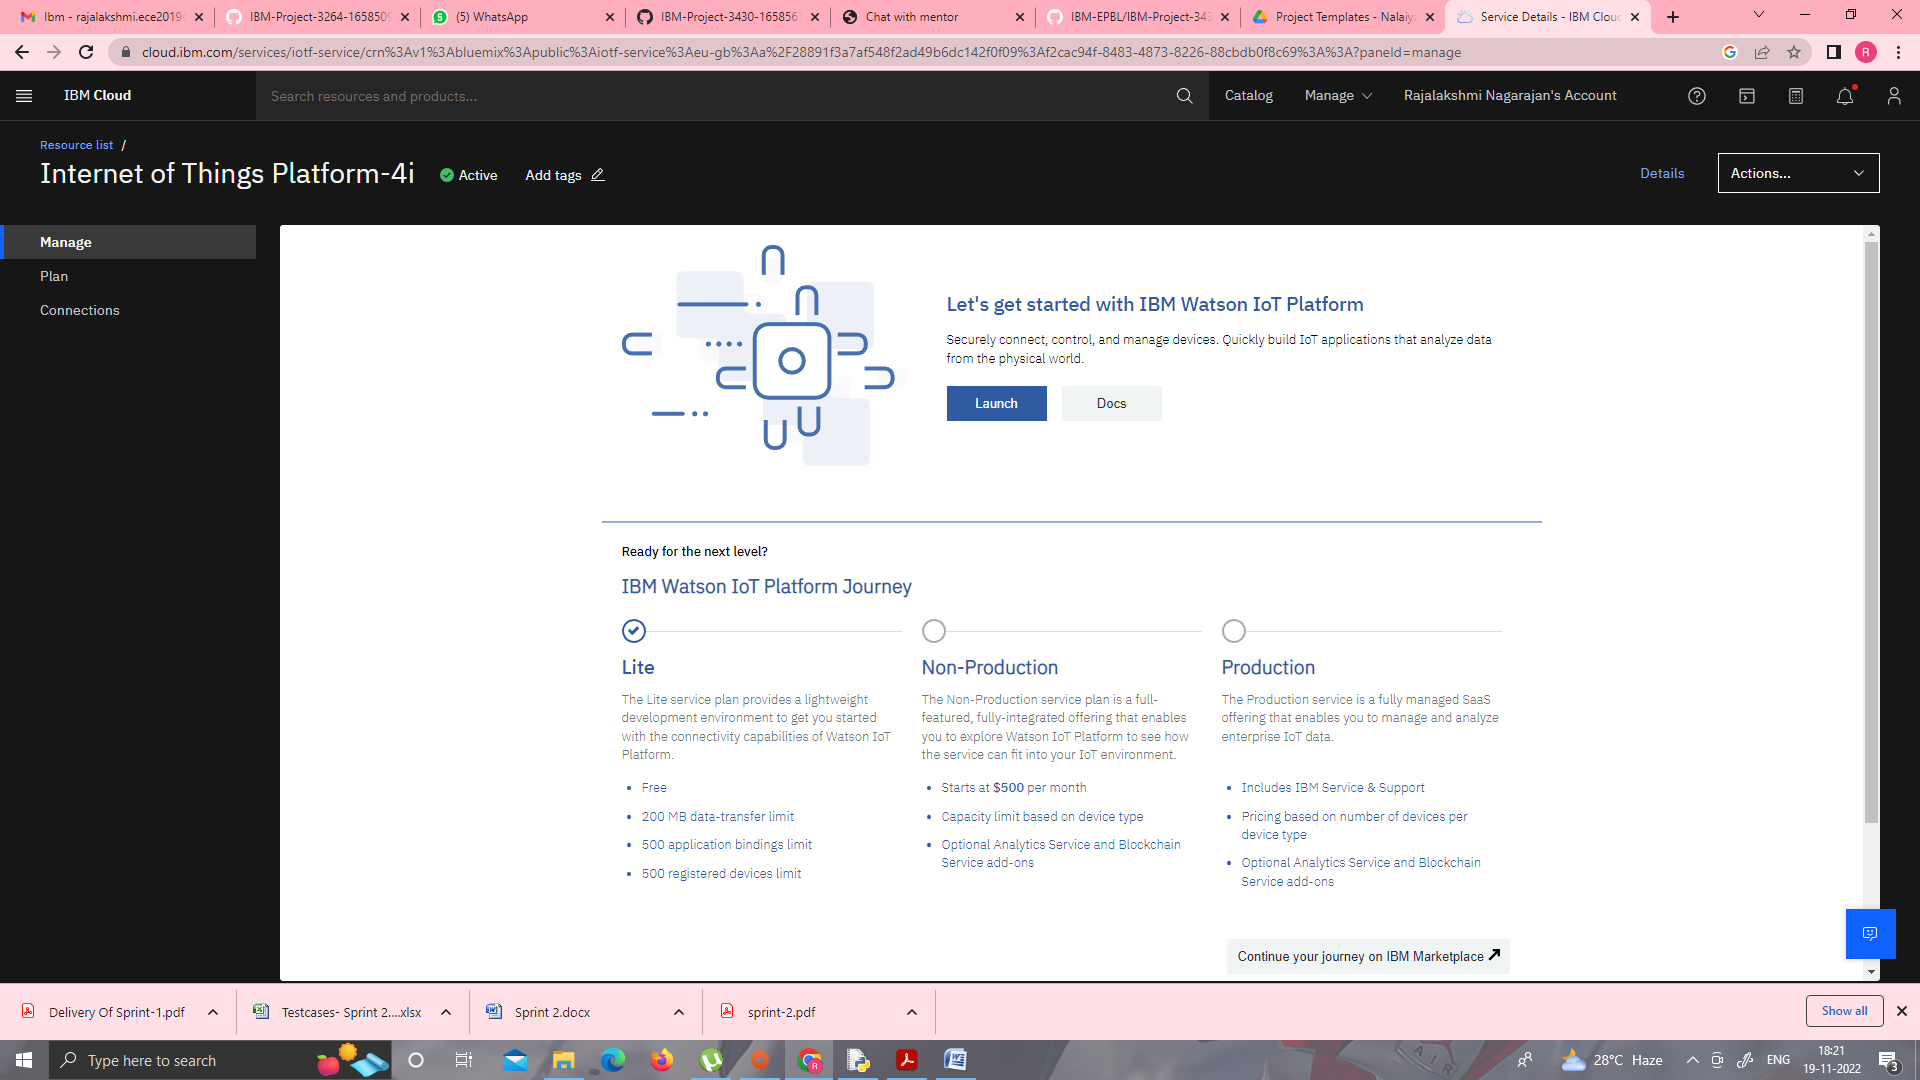 Ibm - rajalakshmi.ece2019
IBM-Project-3264-1658509
(5) WhatsApp
IBM-Project-3430-165856
Chat with mentor
IBM-EPBL/IBM-Project-343
Project Templates - Nalaiy
Service Details - IBM Clou
cloud.ibm.com/services/iotf-service/crn%3Av1%3Abluemix%3Apublic%3Aiotf-service%3Aeu-gb%3Aa%2F28891f3a7af548f2ad49b6dc142f0f09%3Af2cac94f-8483-4873-8226-88cbdb0f8c69%3A%3A?paneId=manage
R
IBM Cloud
Search resources and products...
Catalog
Manage
Rajalakshmi Nagarajan's Account
Resource list /
Internet of Things Platform-4i
Active
Add tags
Details
Actions...
Manage
Plan
Connections
Let's get started with IBM Watson IoT Platform
Securely connect, control, and manage devices. Quickly build IoT applications that analyze data
from the physical world.
Launch
Docs
Ready for the next level?
IBM Watson IoT Platform Journey
Lite
The Lite service plan provides a lightweight
development environment to get you started
with the connectivity capabilities of Watson IoT
Platform.
• Free
• 200 MB data-transfer limit
• 500 application bindings limit
• 500 registered devices limit
Non-Production
The Non-Production service plan is a full-
featured, fully-integrated offering that enables
you to explore Watson IoT Platform to see how
the service can fit into your IoT environment.
• Starts at $500 per month
• Capacity limit based on device type
• Optional Analytics Service and Blockchain
Service add-ons
Production
The Production service is a fully managed SaaS
offering that enables you to manage and analyze
enterprise IoT data.
• Includes IBM Service & Support
• Pricing based on number of devices per
device type
• Optional Analytics Service and Blockchain
Service add-ons
Continue your journey on IBM Marketplace
Delivery Of Sprint-1.pdf
Testcases- Sprint 2....xlsx
Sprint 2.docx
sprint-2.pdf
Show all
Type here to search
28°C Haze
ENG
18:21
19-11-2022
3